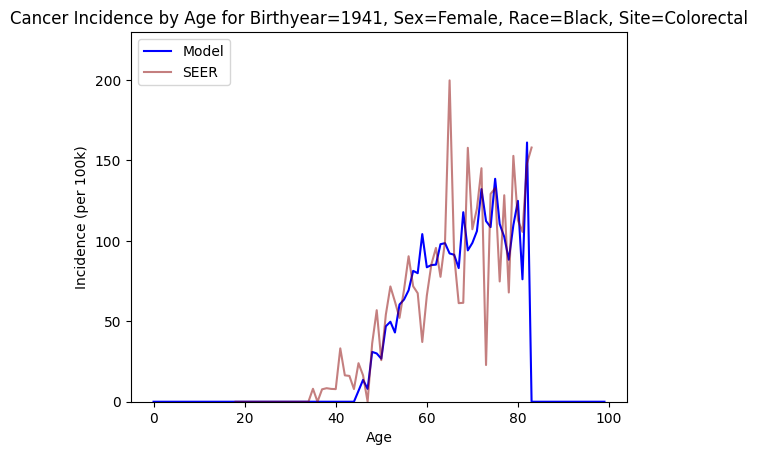 Cancer Incidence by Age for Birthyear=1941, Sex=Female, Race=Black, Site=Colorectal
Model
SEER
200
150
100
50
0
Incidence (per 100k)
0 20 40 60 80 100
Age